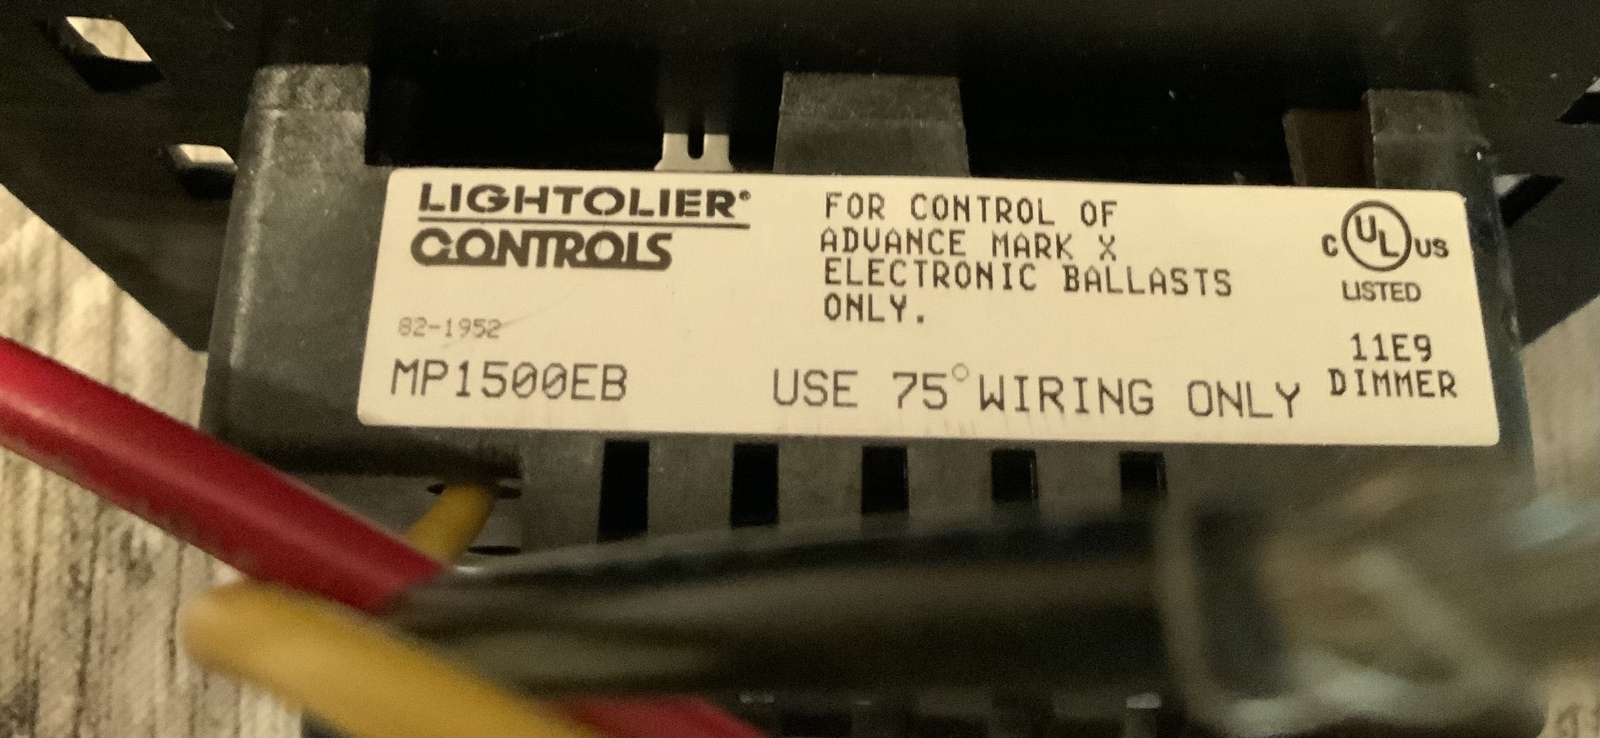 LIGHTOLIER®
CONTROLS
82-1952
MP1500EB
FOR CONTROL OF
ADVANCE MARK X
ELECTRONIC BALLASTS
ONLY.
USE 75° WIRING ONLY
C UL US
LISTED
11E9
DIMMER